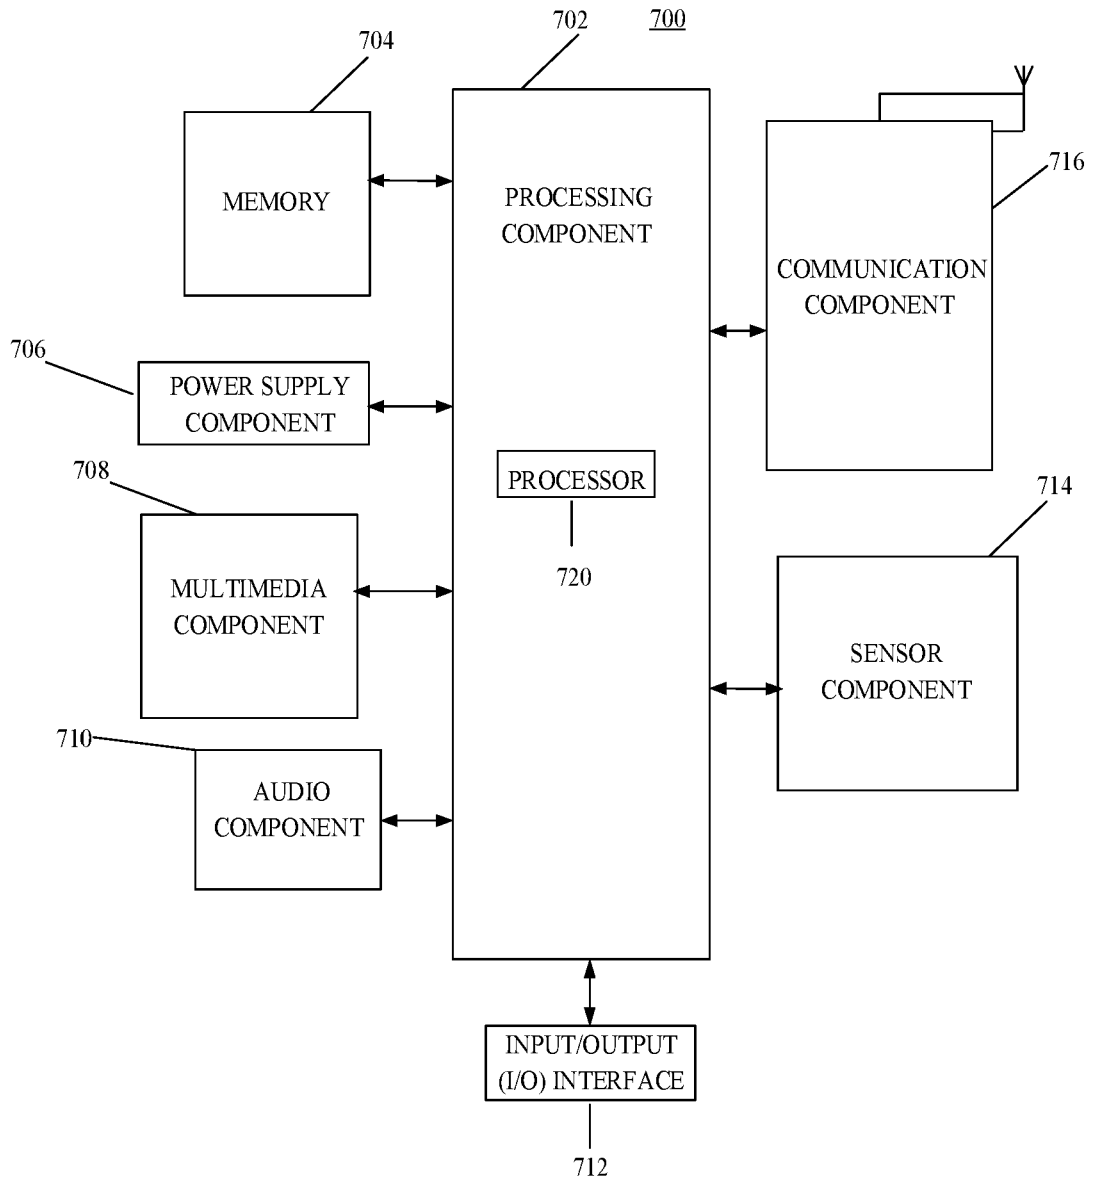 702
700
704
716
MEMORY
PROCESSING
COMPONENT
COMMUNICATION
COMPONENT
706
POWER SUPPLY
COMPONENT
708
PROCESSOR
714
720
MULTIMEDIA
COMPONENT
SENSOR
COMPONENT
710
AUDIO
COMPONENT
INPUT/OUTPUT
(I/O) INTERFACE
712